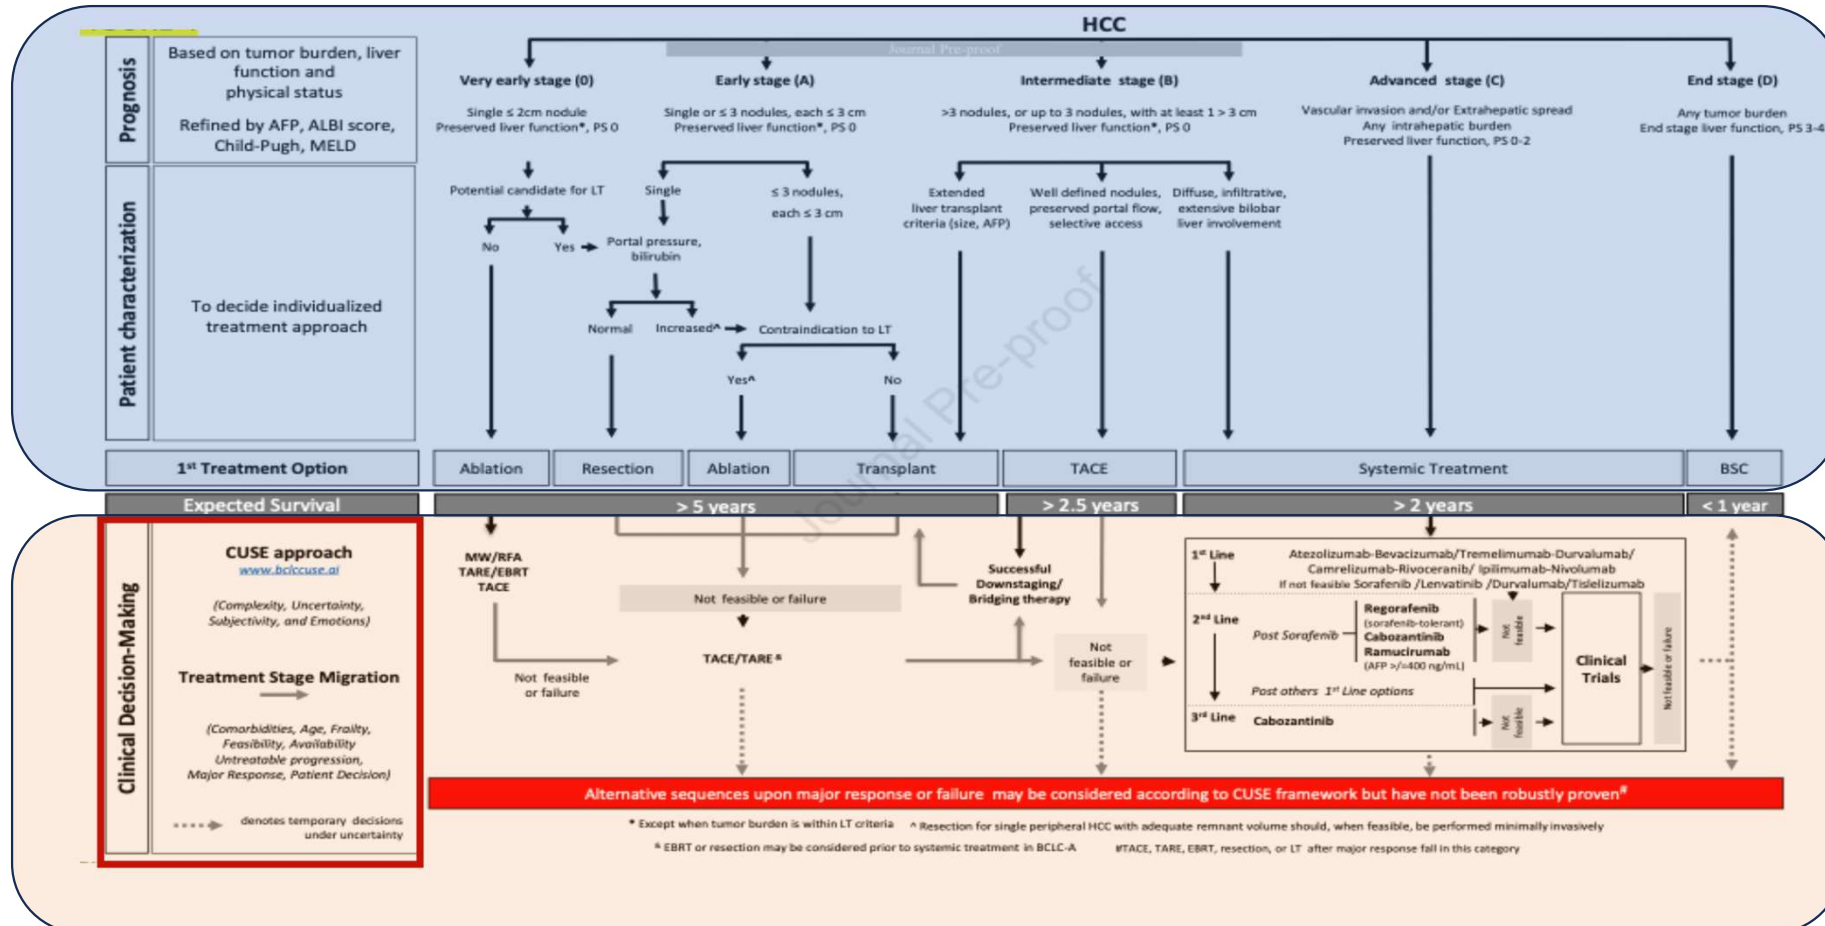 HCC
Journal Pre-proof
Prognosis
Based on tumor burden, liver
function and
physical status
Refined by AFP, ALBI score,
Child-Pugh, MELD
Very early stage (0)
Single ≤ 2cm nodule
Preserved liver function*, PS 0
Early stage (A)
Single or ≤ 3 nodules, each ≤ 3 cm
Preserved liver function*, PS 0
Intermediate stage (B)
>3 nodules, or up to 3 nodules, with at least 1 > 3 cm
Preserved liver function*, PS 0
Advanced stage (C)
Vascular invasion and/or Extrahepatic spread
Any intrahepatic burden
Preserved liver function, PS 0-2
End stage (D)
Any tumor burden
End stage liver function, PS 3-4
Patient characterization
To decide individualized
treatment approach
Potential candidate for LT
No
Yes
Single
Portal pressure,
bilirubin
Normal
Increased^
≤ 3 nodules,
each ≤ 3 cm
Contraindication to LT
Yes^
No
Extended
liver transplant
criteria (size, AFP)
Well defined nodules,
preserved portal flow,
selective access
Diffuse, infiltrative,
extensive bilobar
liver involvement
Journal Pre-proof
1st Treatment Option
Ablation
Resection
Ablation
Transplant
TACE
Systemic Treatment
BSC
Expected Survival
> 5 years
> 2.5 years
> 2 years
< 1 year
Clinical Decision-Making
CUSE approach
www.bclccuse.ai
(Complexity, Uncertainty,
Subjectivity, and Emotions)
Treatment Stage Migration
(Comorbidities, Age, Frailty,
Feasibility, Availability
Untreatable progression,
Major Response, Patient Decision)
denotes temporary decisions
under uncertainty
MW/RFA
TARE/EBRT
TACE
Not feasible
or failure
Not feasible or failure
TACE/TARE&
Successful
Downstaging/
Bridging therapy
Not
feasible or
failure
1st Line
Atezolizumab-Bevacizumab/Tremelimumab-Durvalumab/
Camrelizumab-Rivoceranib/ Ipilimumab-Nivolumab
If not feasible Sorafenib /Lenvatinib /Durvalumab/Tislelizumab
2nd Line
Post Sorafenib
Regorafenib
(sorafenib-tolerant)
Cabozantinib
Ramucirumab
(AFP >/=400 ng/mL)
Not
feasible
Post others 1st Line options
3rd Line
Cabozantinib
Not
feasible
Clinical
Trials
Not feasible or failure
Alternative sequences upon major response or failure may be considered according to CUSE framework but have not been robustly proven#
* Except when tumor burden is within LT criteria ^ Resection for single peripheral HCC with adequate remnant volume should, when feasible, be performed minimally invasively
& EBRT or resection may be considered prior to systemic treatment in BCLC-A #TACE, TARE, EBRT, resection, or LT after major response fall in this category